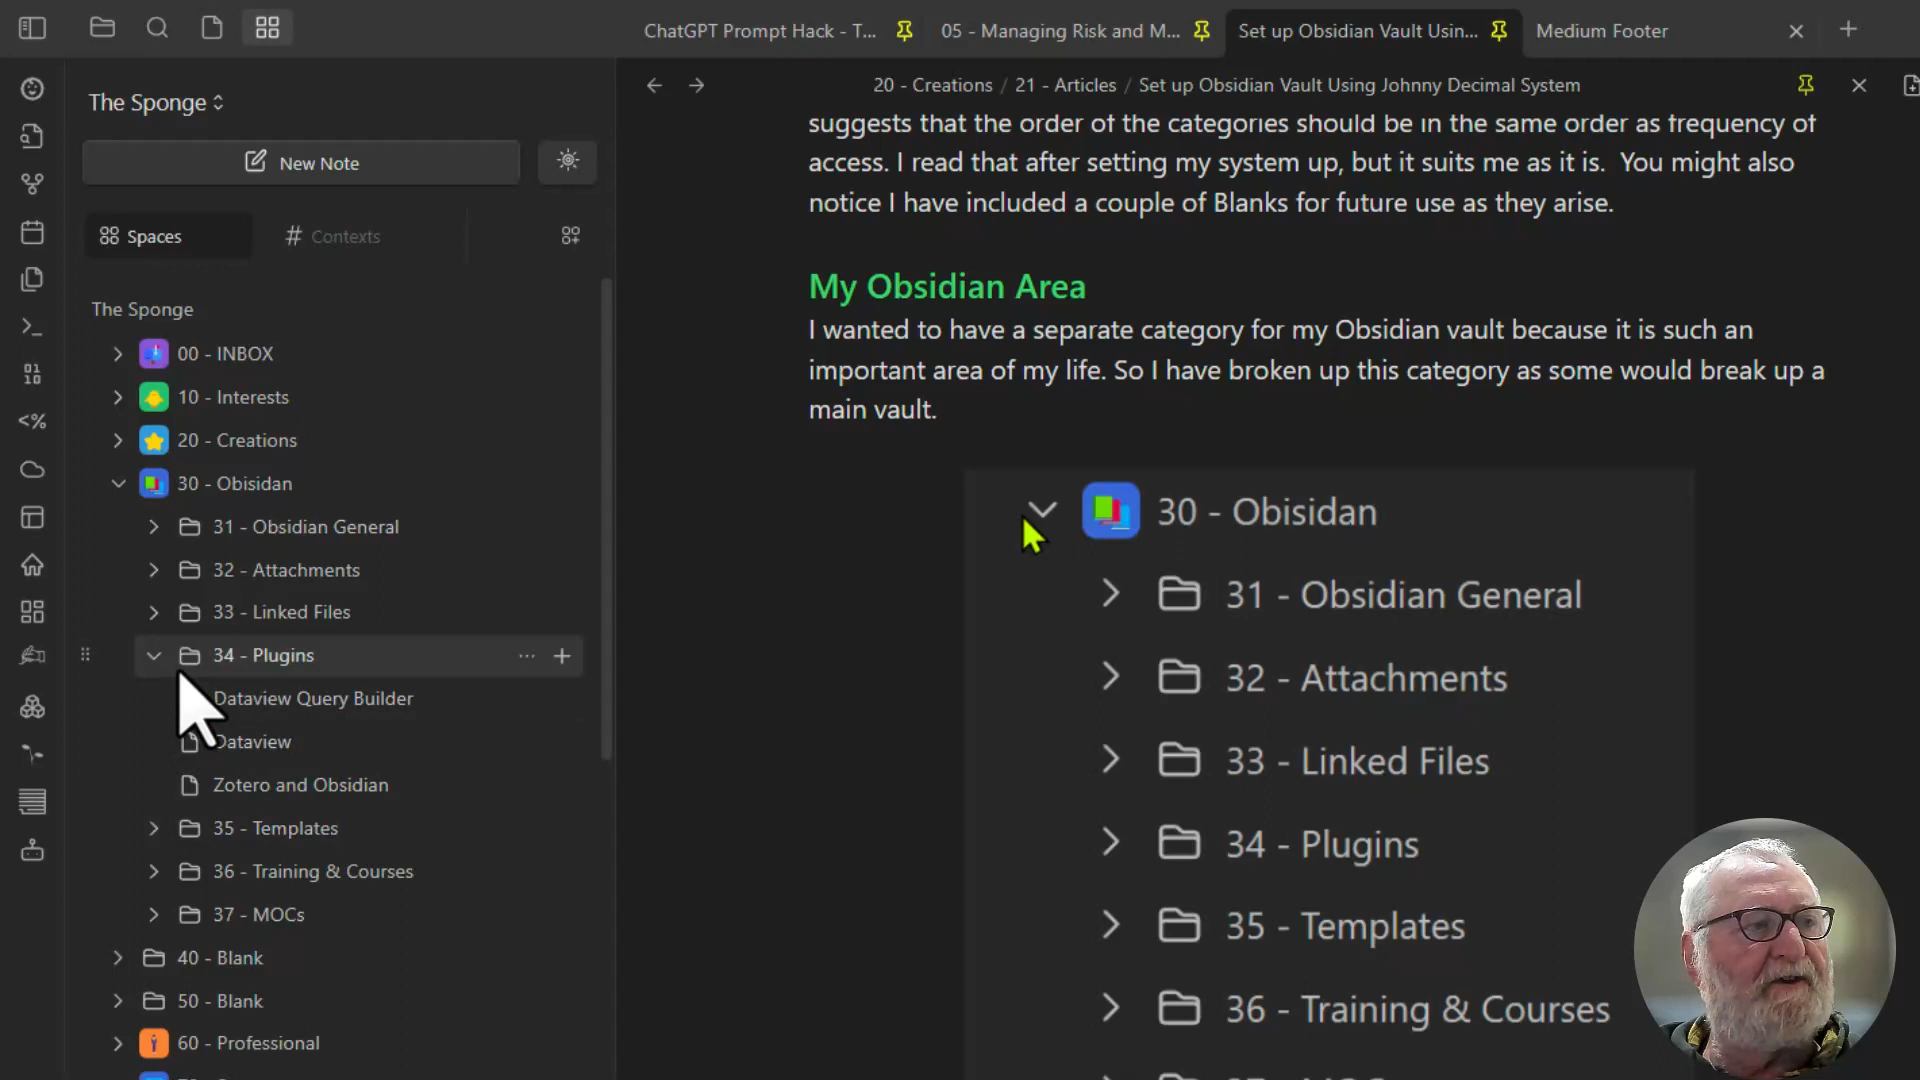 ChatGPT Prompt Hack - T...
05 - Managing Risk and M...
Set up Obsidian Vault Usin...
Medium Footer
The Sponge
New Note
Spaces
# Contexts
The Sponge
00 - INBOX
10 - Interests
20 - Creations
30 - Obisidan
31 - Obsidian General
32 - Attachments
33 - Linked Files
34 - Plugins
Dataview Query Builder
Dataview
Zotero and Obsidian
35 - Templates
36 - Training & Courses
37 - MOCs
40 - Blank
50 - Blank
60 - Professional
20 - Creations / 21 - Articles / Set up Obsidian Vault Using Johnny Decimal System
suggests that the order of the categories should be in the same order as frequency of
access. I read that after setting my system up, but it suits me as it is. You might also
notice I have included a couple of Blanks for future use as they arise.
My Obsidian Area
I wanted to have a separate category for my Obsidian vault because it is such an
important area of my life. So I have broken up this category as some would break up a
main vault.
30 - Obisidan
31 - Obsidian General
32 - Attachments
33 - Linked Files
34 - Plugins
35 - Templates
36 - Training & Courses